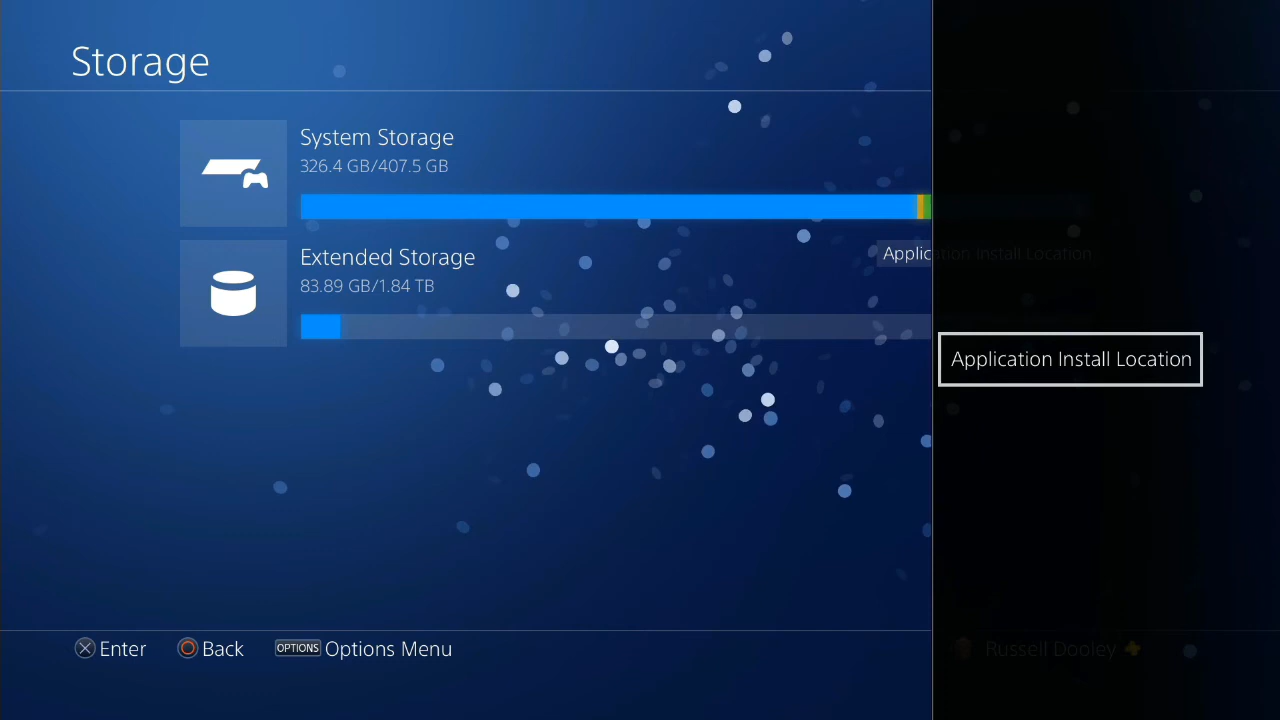 Storage
System Storage
326.4 GB/407.5 GB
Extended Storage
Application Install Location
83.89 GB/1.84 TB
Application Install Location
Enter
Back
OPTIONS Options Menu
Russell Dooley